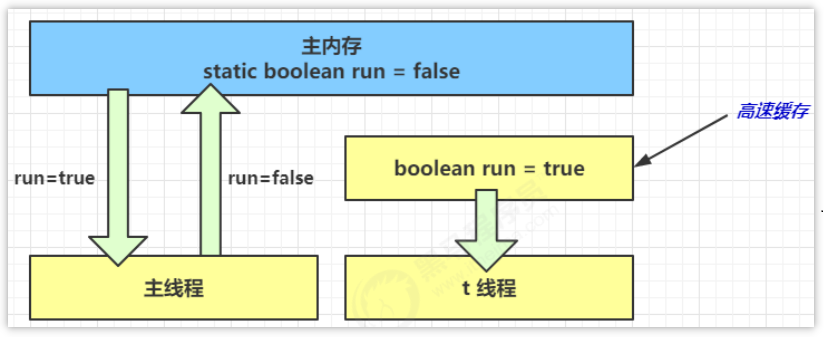 主内存
static boolean run = false
高速缓存
run=true
run=false
boolean run = true
主线程
t 线程